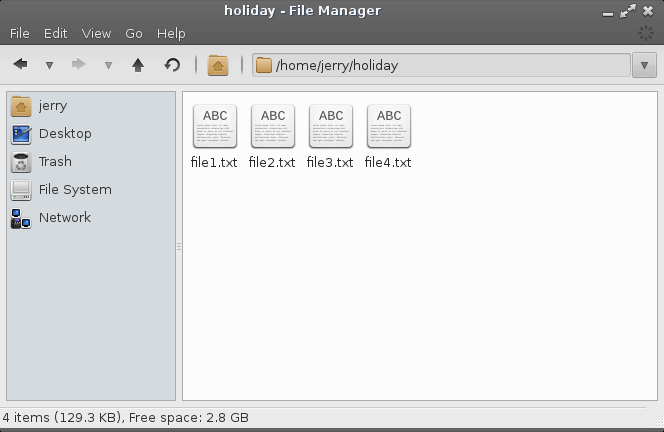 holiday - File Manager
File Edit View Go Help
/home/jerry/holiday
jerry
Desktop
Trash
File System
Network
ABC ABC ABC ABC
file1.txt file2.txt file3.txt file4.txt
4 items (129.3 KB), Free space: 2.8 GB